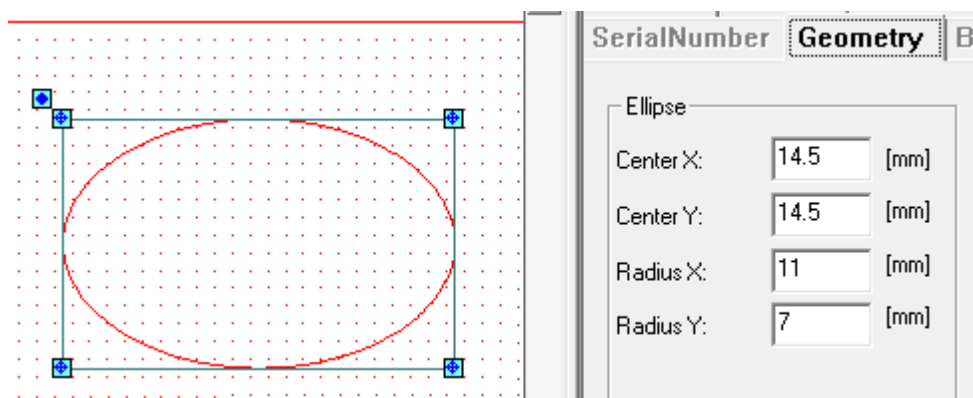 SerialNumber Geometry B
Ellipse
Center X: 14.5 [mm]
Center Y: 14.5 [mm]
Radius X: 11 [mm]
Radius Y: 7 [mm]